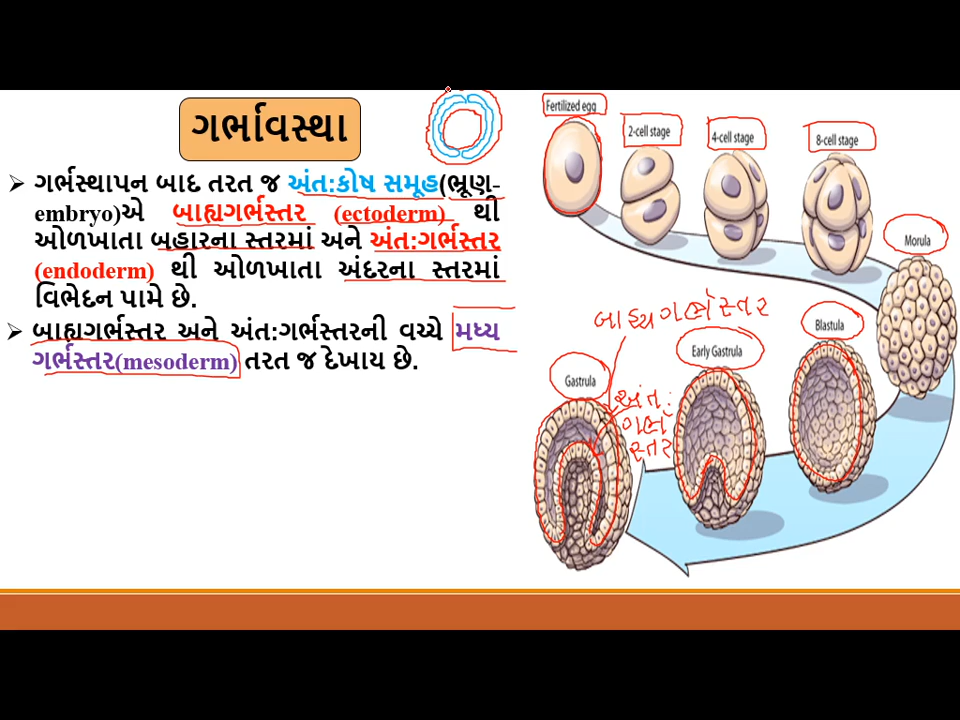 ગર્ભાવસ્થા
➢ ગર્ભસ્થાપન બાદ તરત જ અંત:કોષ સમૂહ(ભ્રૂણ-
embryo)એ બાહ્યગર્ભસ્તર (ectoderm) થી
ઓળખાતા બહારના સ્તરમાં અને અંત:ગર્ભસ્તર
(endoderm) થી ઓળખાતા અંદરના સ્તરમાં
વિભેદન પામે છે.
➢ બાહ્યગર્ભસ્તર અને અંત:ગર્ભસ્તરની વચ્ચે મધ્ય
ગર્ભસ્તર(mesoderm) તરત જ દેખાય છે.
Fertilized egg
2-cell stage
4-cell stage
8-cell stage
Morula
Blastula
Early Gastrula
Gastrula
બાહ્ય ગર્ભસ્તર
અંત:
ગર્ભ
સ્તર